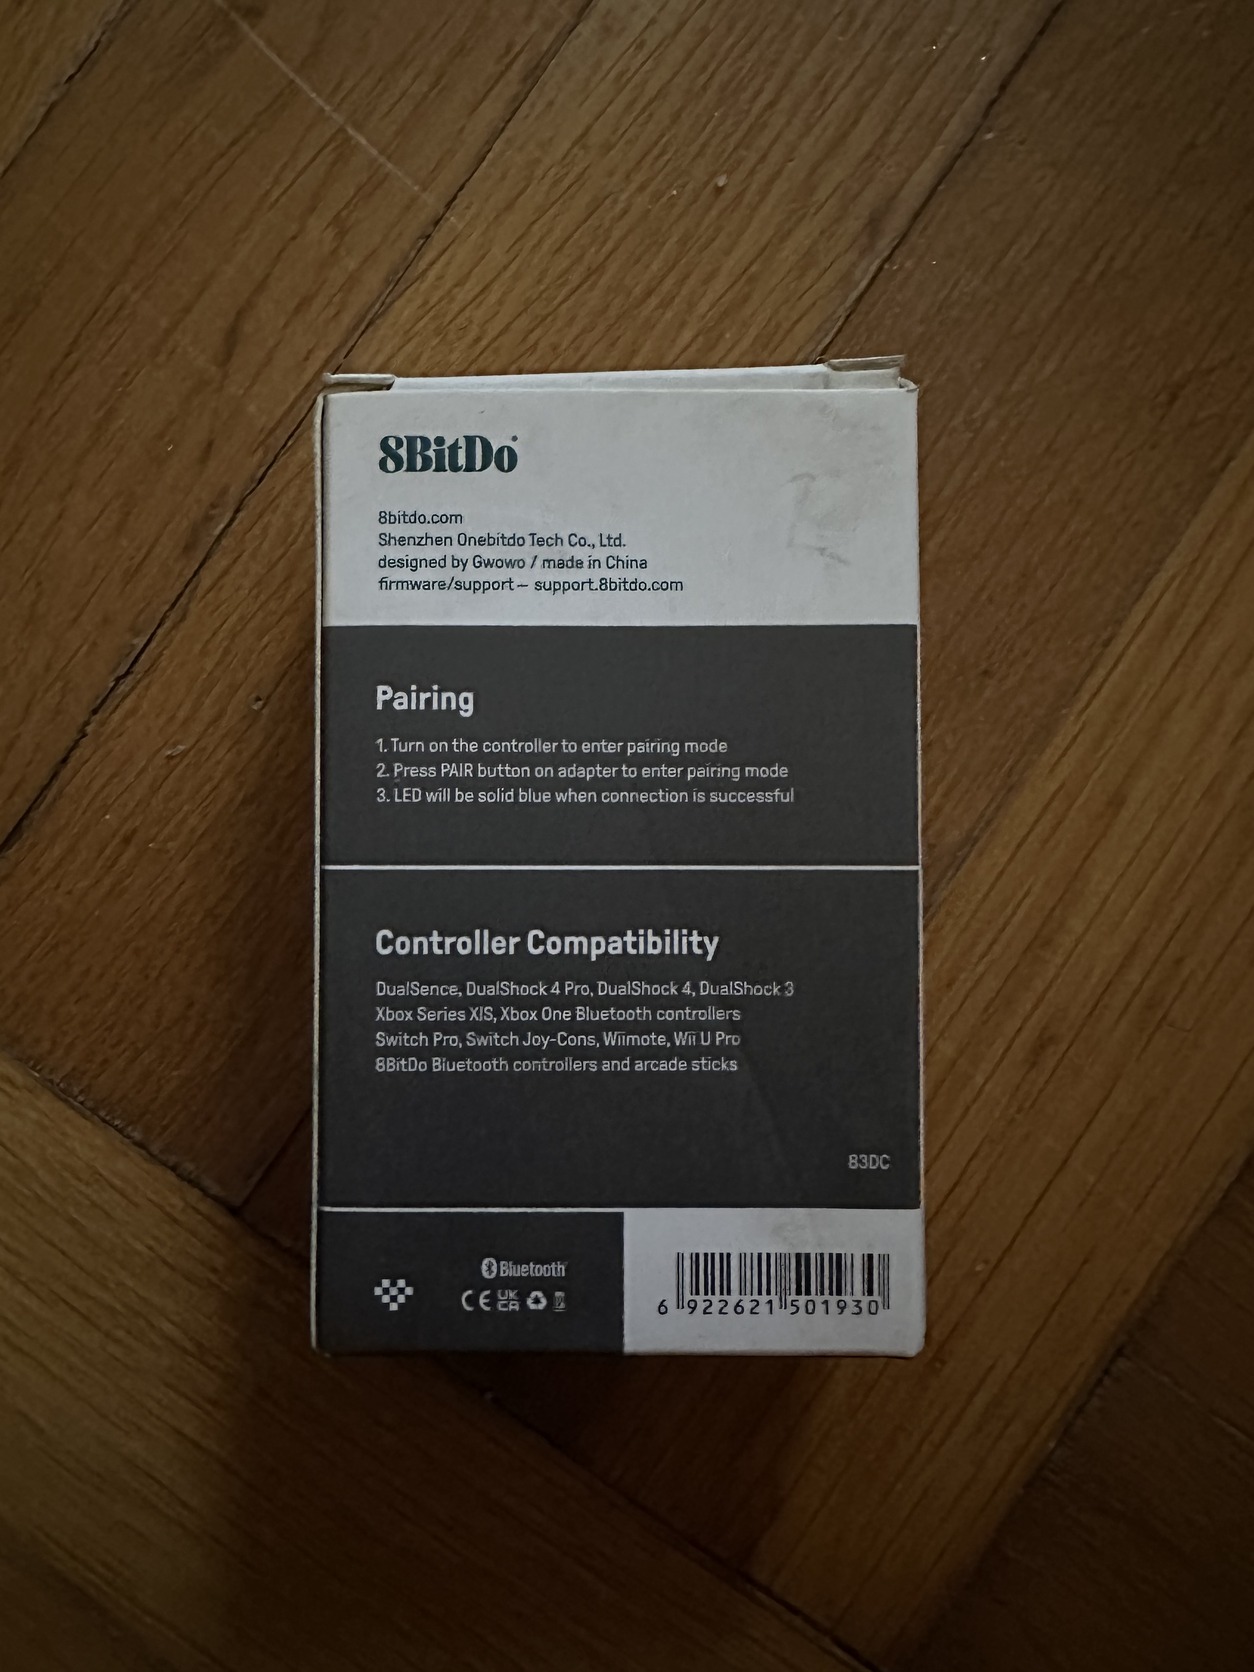 8BitDo
8bitdo.com
Shenzhen Onebitdo Tech Co., Ltd.
designed by Gwowo / made in China
firmware/support – support.8bitdo.com
Pairing
1. Turn on the controller to enter pairing mode
2. Press PAIR button on adapter to enter pairing mode
3. LED will be solid blue when connection is successful
Controller Compatibility
DualSence, DualShock 4 Pro, DualShock 4, DualShock 3
Xbox Series X|S, Xbox One Bluetooth controllers
Switch Pro, Switch Joy-Cons, Wiimote, Wii U Pro
8BitDo Bluetooth controllers and arcade sticks
83DC
Bluetooth
CE UK CA
6 922621 501930